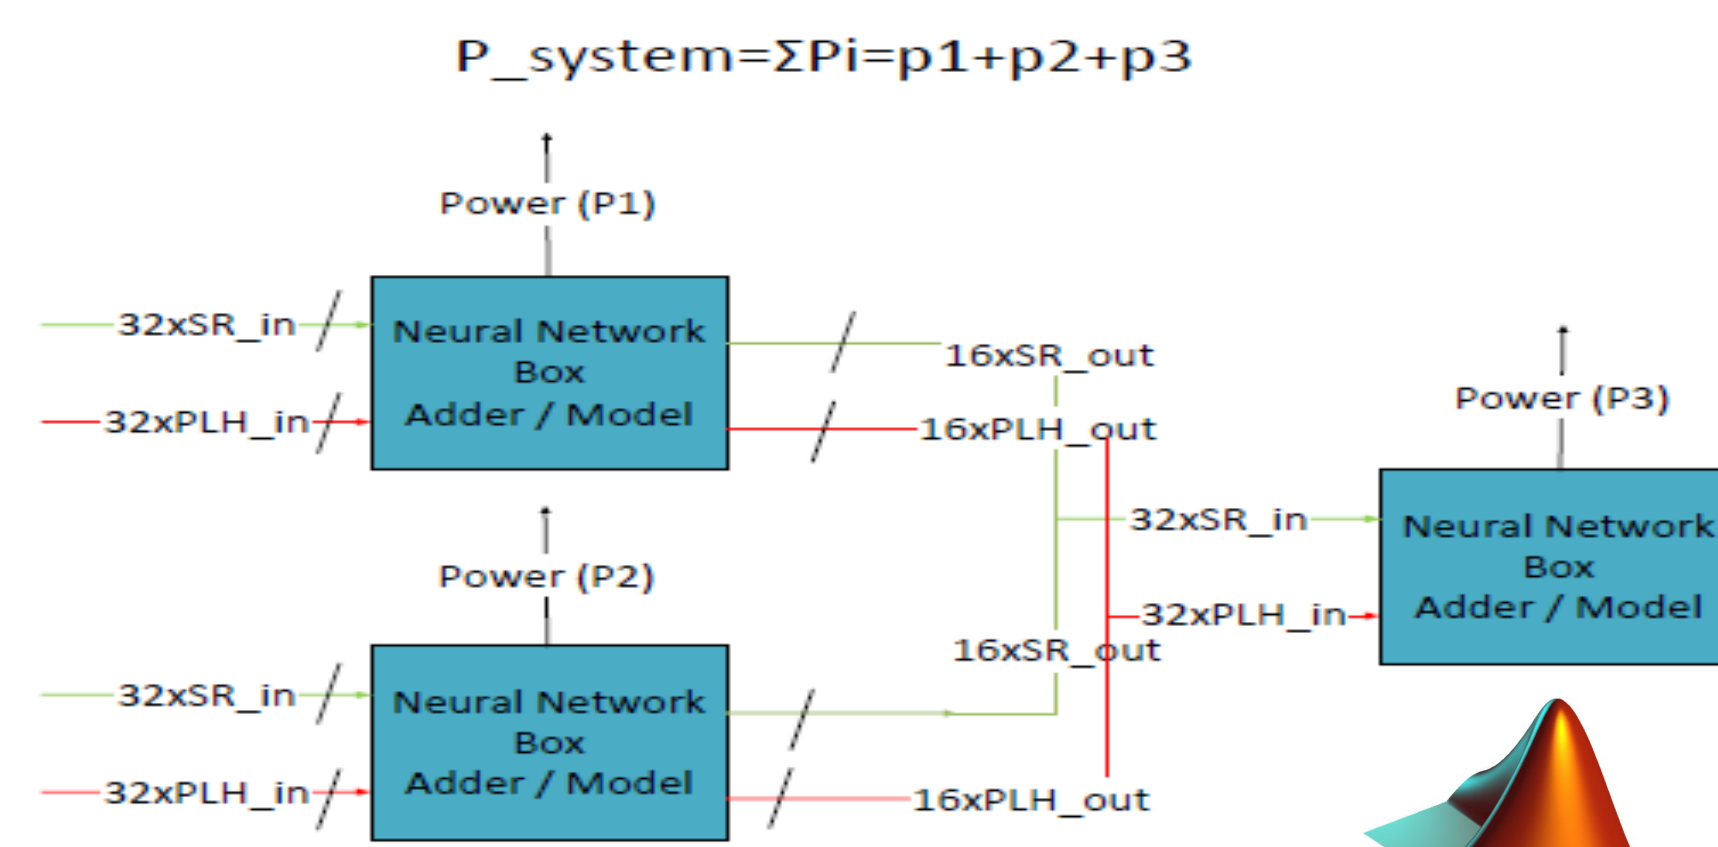 P_system=ΣPi=p1+p2+p3
Power (P1)
32xSR_in
32xPLH_in
Neural Network
Box
Adder / Model
16xSR_out
16xPLH_out
Power (P2)
32xSR_in
32xPLH_in
Neural Network
Box
Adder / Model
16xSR_out
16xPLH_out
Power (P3)
32xSR_in
32xPLH_in
Neural Network
Box
Adder / Model